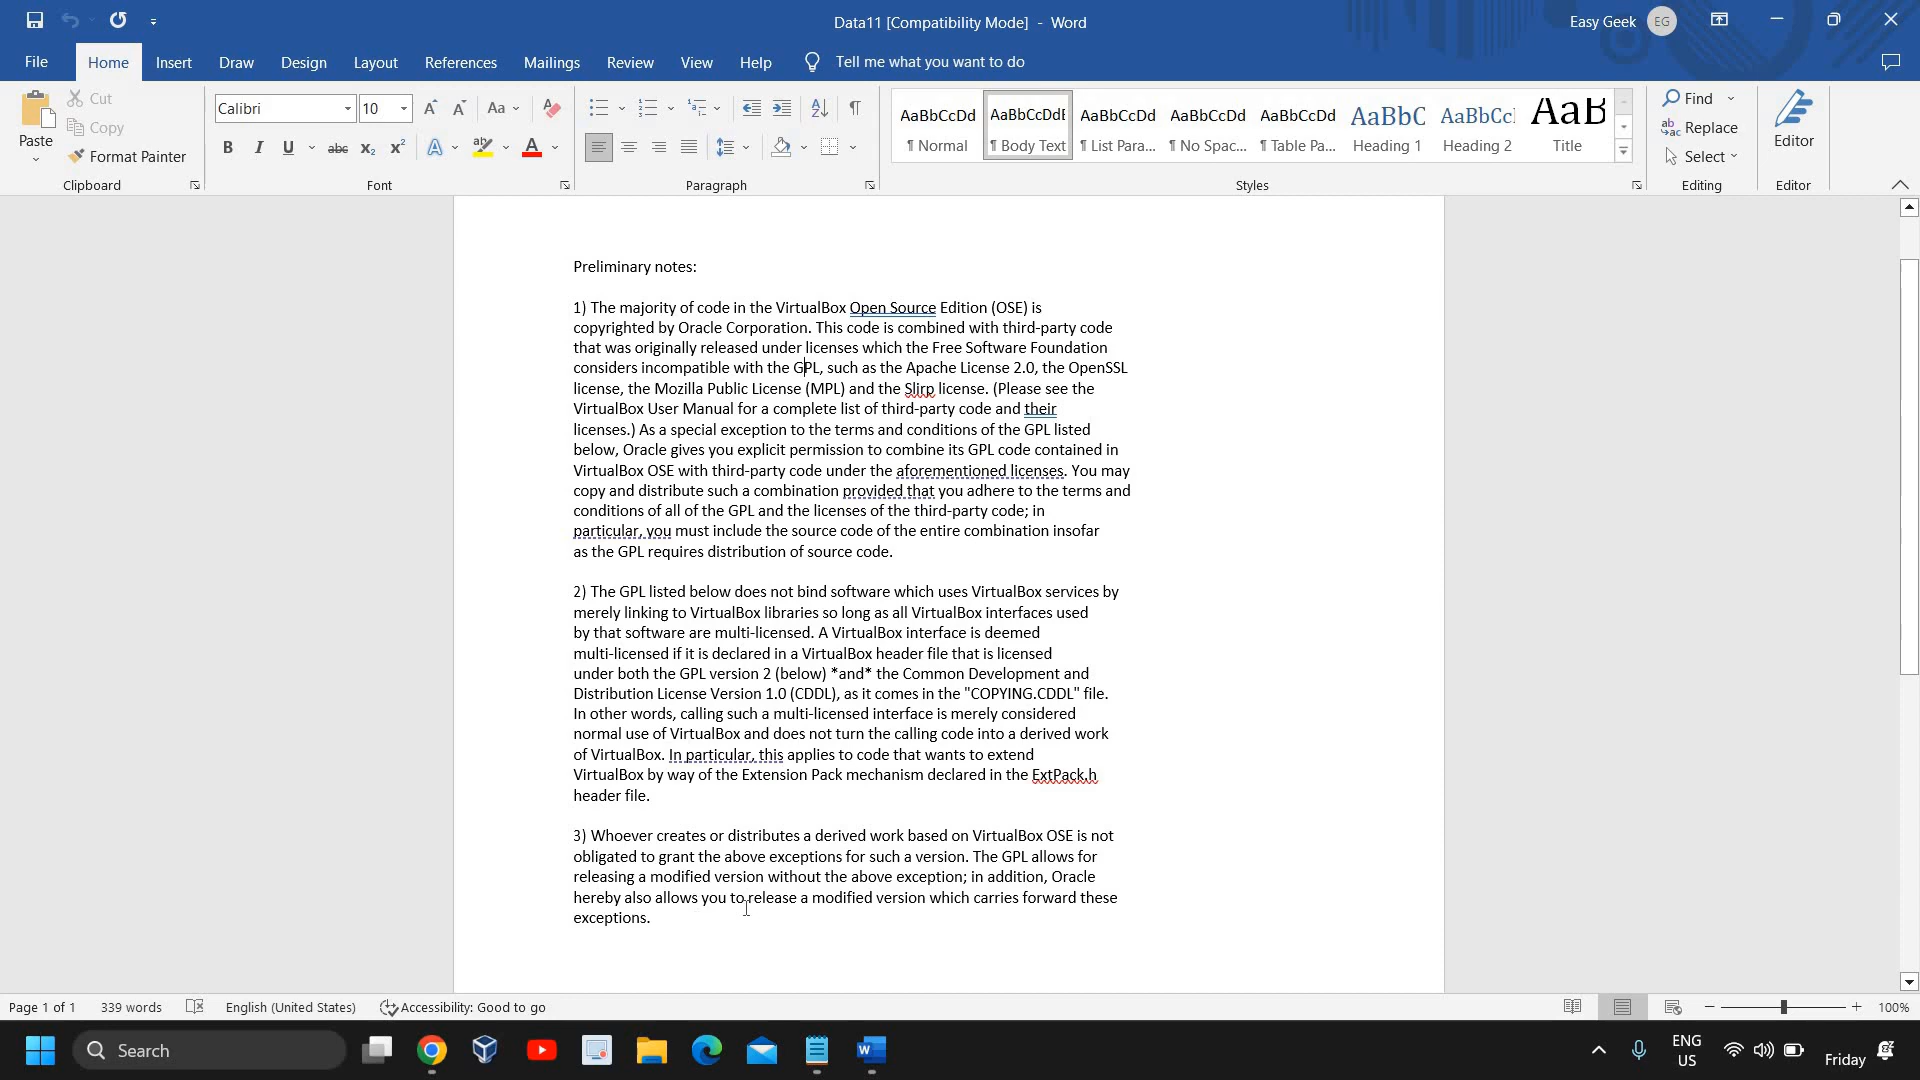 Data11 [Compatibility Mode] - Word
Easy Geek
EG
File Home Insert Draw Design Layout References Mailings Review View Help Tell me what you want to do
Paste
Cut
Copy
Format Painter
Clipboard
Calibri 10
Font
Paragraph
AaBbCcDd AaBbCcDdE AaBbCcDd AaBbCcDd AaBbCcDd AaBbC AaBbCcI AaB
¶ Normal ¶ Body Text ¶ List Para... ¶ No Spac... ¶ Table Pa... Heading 1 Heading 2 Title
Styles
Find
Replace
Select
Editing
Editor
Editor
Preliminary notes:
1) The majority of code in the VirtualBox Open Source Edition (OSE) is
copyrighted by Oracle Corporation. This code is combined with third-party code
that was originally released under licenses which the Free Software Foundation
considers incompatible with the GPL, such as the Apache License 2.0, the OpenSSL
license, the Mozilla Public License (MPL) and the Slirp license. (Please see the
VirtualBox User Manual for a complete list of third-party code and their
licenses.) As a special exception to the terms and conditions of the GPL listed
below, Oracle gives you explicit permission to combine its GPL code contained in
VirtualBox OSE with third-party code under the aforementioned licenses. You may
copy and distribute such a combination provided that you adhere to the terms and
conditions of all of the GPL and the licenses of the third-party code; in
particular, you must include the source code of the entire combination insofar
as the GPL requires distribution of source code.
2) The GPL listed below does not bind software which uses VirtualBox services by
merely linking to VirtualBox libraries so long as all VirtualBox interfaces used
by that software are multi-licensed. A VirtualBox interface is deemed
multi-licensed if it is declared in a VirtualBox header file that is licensed
under both the GPL version 2 (below) *and* the Common Development and
Distribution License Version 1.0 (CDDL), as it comes in the "COPYING.CDDL" file.
In other words, calling such a multi-licensed interface is merely considered
normal use of VirtualBox and does not turn the calling code into a derived work
of VirtualBox. In particular, this applies to code that wants to extend
VirtualBox by way of the Extension Pack mechanism declared in the ExtPack.h
header file.
3) Whoever creates or distributes a derived work based on VirtualBox OSE is not
obligated to grant the above exceptions for such a version. The GPL allows for
releasing a modified version without the above exception; in addition, Oracle
hereby also allows you to release a modified version which carries forward these
exceptions.
Page 1 of 1 339 words English (United States) Accessibility: Good to go 100%
Search
ENG
US
Friday